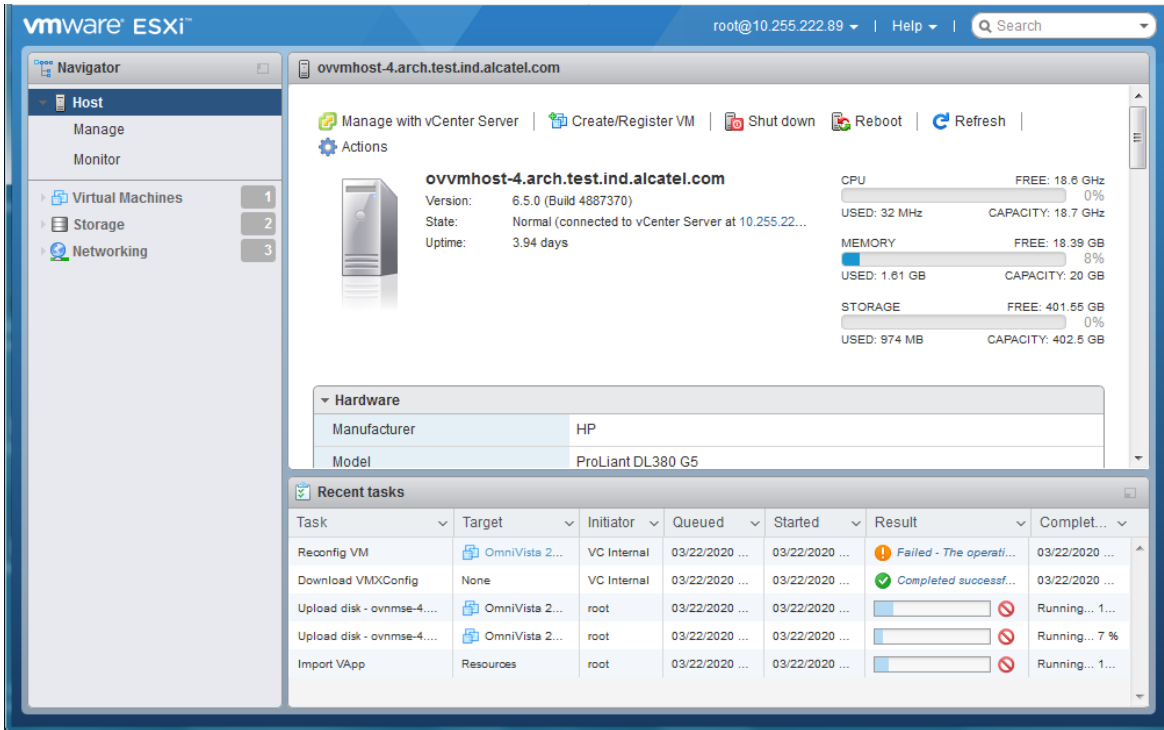 vmware ESXi™
root@10.255.222.89 | Help | Search
Navigator
Host
Manage
Monitor
Virtual Machines 1
Storage 2
Networking 3
ovvmhost-4.arch.test.ind.alcatel.com
Manage with vCenter Server | Create/Register VM | Shut down Reboot | Refresh |
Actions
ovvmhost-4.arch.test.ind.alcatel.com
Version: 6.5.0 (Build 4887370)
State: Normal (connected to vCenter Server at 10.255.22...
Uptime: 3.94 days
CPU FREE: 18.6 GHz
0%
USED: 32 MHz CAPACITY: 18.7 GHz
MEMORY FREE: 18.39 GB
8%
USED: 1.61 GB CAPACITY: 20 GB
STORAGE FREE: 401.55 GB
0%
USED: 974 MB CAPACITY: 402.5 GB
Hardware
Manufacturer HP
Model ProLiant DL380 G5
Recent tasks
Task Target Initiator Queued Started Result Complet...
Reconfig VM OmniVista 2... VC Internal 03/22/2020 ... 03/22/2020 ... Failed - The operati... 03/22/2020 ...
Download VMXConfig None VC Internal 03/22/2020 ... 03/22/2020 ... Completed successf... 03/22/2020 ...
Upload disk - ovnmse-4.... OmniVista 2... root 03/22/2020 ... 03/22/2020 ... Running... 1...
Upload disk - ovnmse-4.... OmniVista 2... root 03/22/2020 ... 03/22/2020 ... Running... 7 %
Import VApp Resources root 03/22/2020 ... 03/22/2020 ... Running... 1...